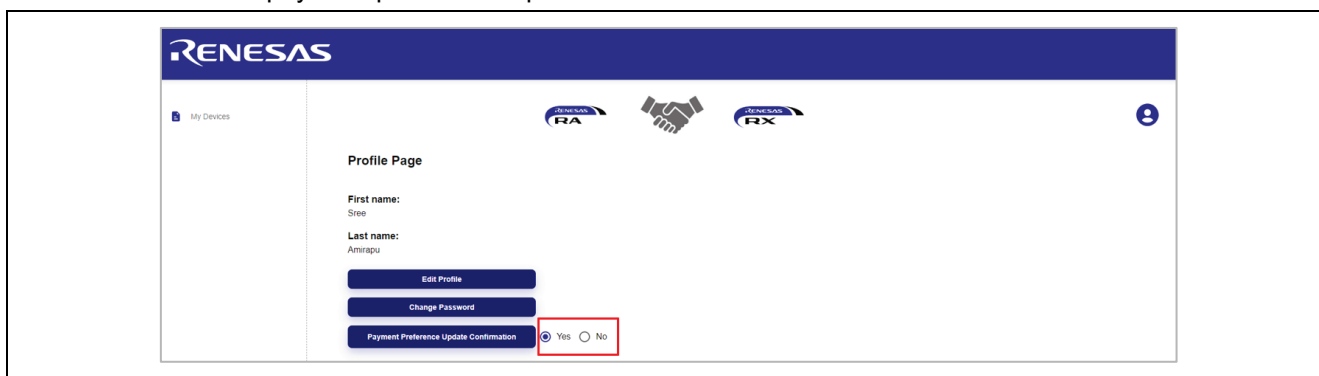 RENESAS
My Devices
RENESAS
RA
RENESAS
RX
Profile Page
First name:
Sree
Last name:
Amirapu
Edit Profile
Change Password
Payment Preference Update Confirmation Yes No